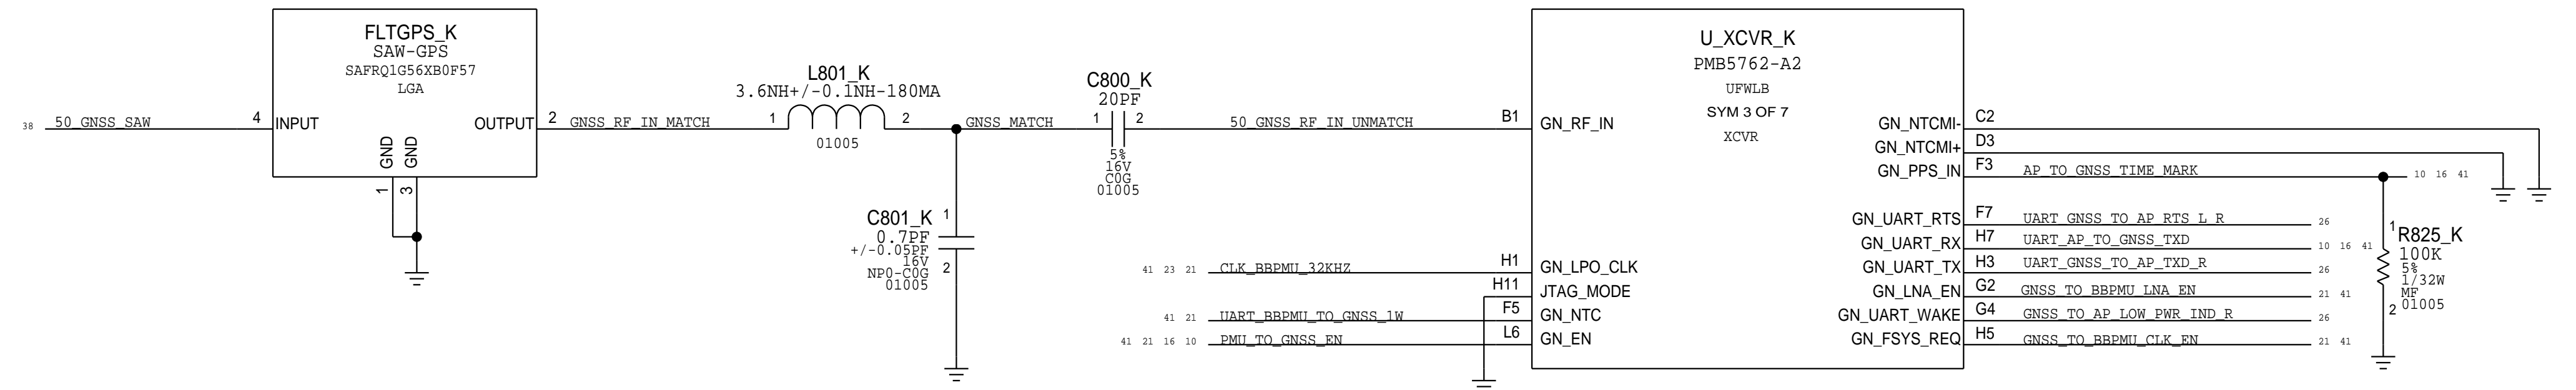 FLTGPS_K
SAW-GPS
SAFRQ1G56XB0F57
LGA
38 50_GNSS_SAW 4 INPUT
OUTPUT 2 GNSS_RF_IN_MATCH
GND GND
1 3
L801_K
3.6NH+/-0.1NH-180MA
1 2
01005
GNSS_MATCH
C800_K
20PF
1 2
5%
16V
C0G
01005
50_GNSS_RF_IN_UNMATCH B1 GN_RF_IN
C801_K 1
0.7PF
+/-0.05PF
16V
NP0-C0G 2
01005
U_XCVR_K
PMB5762-A2
UFWLB
SYM 3 OF 7
XCVR
41 23 21 CLK_BBPMU_32KHZ H1 GN_LPO_CLK
H11 JTAG_MODE
41 21 UART_BBPMU_TO_GNSS_1W F5 GN_NTC
41 21 16 10 PMU_TO_GNSS_EN L6 GN_EN
GN_NTCMI- C2
GN_NTCMI+ D3
GN_PPS_IN F3 AP_TO_GNSS_TIME_MARK 10 16 41
GN_UART_RTS F7 UART_GNSS_TO_AP_RTS_L_R 26
GN_UART_RX H7 UART_AP_TO_GNSS_TXD 10 16 41
GN_UART_TX H3 UART_GNSS_TO_AP_TXD_R 26
GN_LNA_EN G2 GNSS_TO_BBPMU_LNA_EN 21 41
GN_UART_WAKE G4 GNSS_TO_AP_LOW_PWR_IND_R 26
GN_FSYS_REQ H5 GNSS_TO_BBPMU_CLK_EN 21 41
1 R825_K
100K
5%
1/32W
MF
2 01005